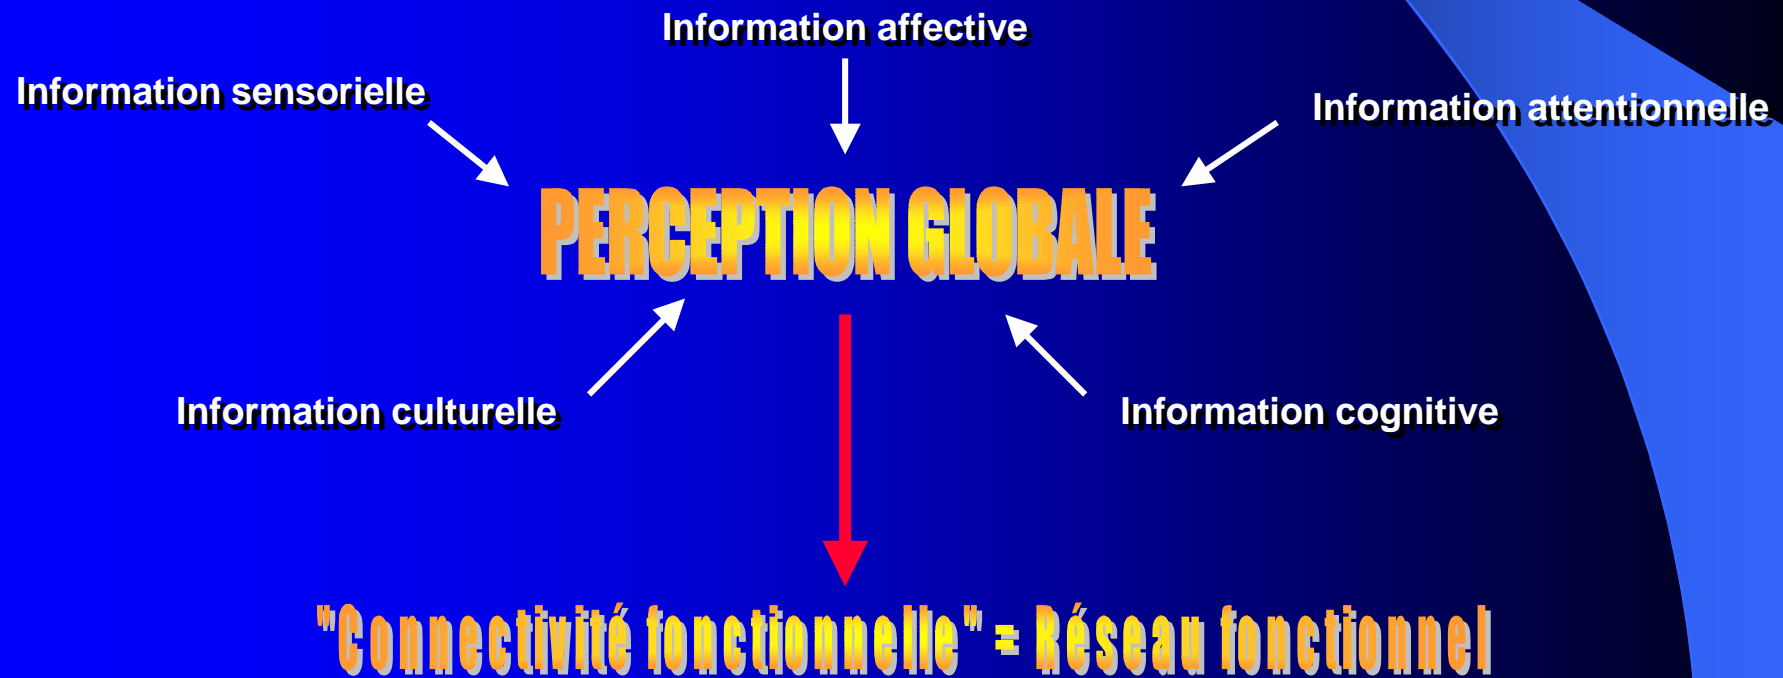 Information affective
Information sensorielle
Information attentionnelle
PERCEPTION GLOBALE
Information culturelle
Information cognitive
"Connectivité fonctionnelle" = Réseau fonctionnel